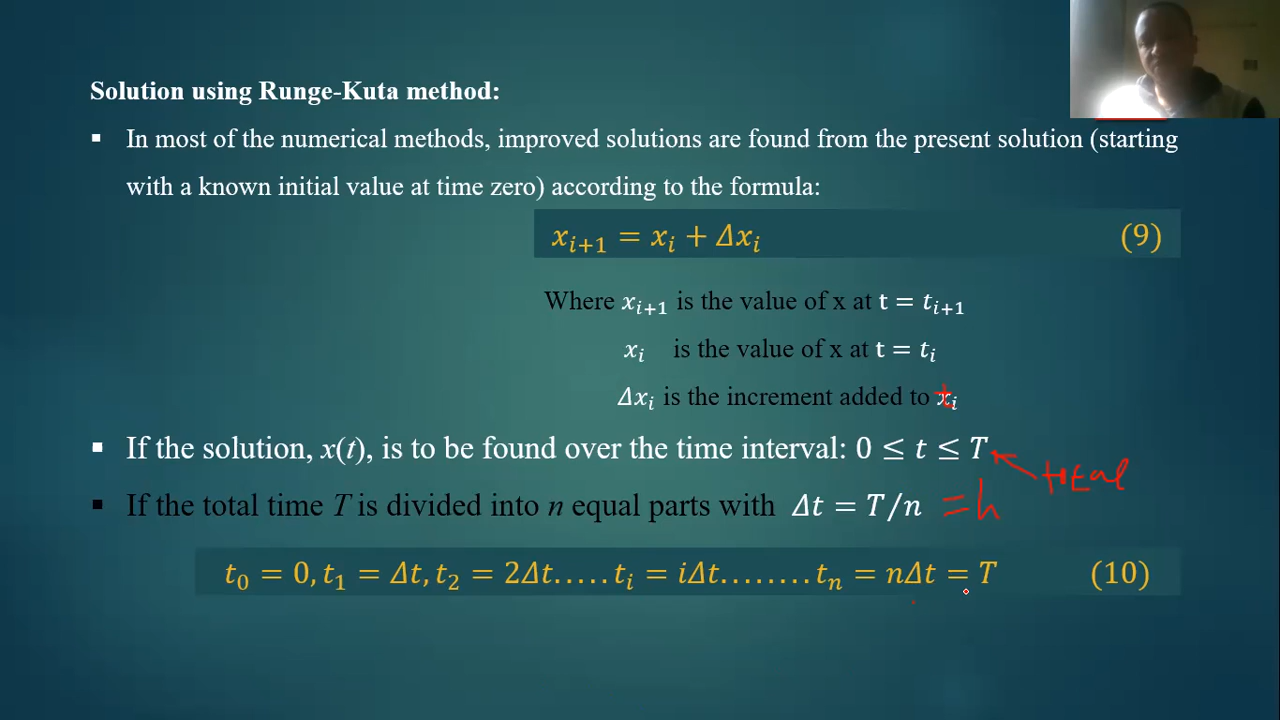 Solution using Runge-Kuta method:
▪ In most of the numerical methods, improved solutions are found from the present solution (starting
with a known initial value at time zero) according to the formula:
xᵢ₊₁ = xᵢ + Δxᵢ (9)
Where xᵢ₊₁ is the value of x at t = tᵢ₊₁
xᵢ is the value of x at t = tᵢ
Δxᵢ is the increment added to xᵢ
▪ If the solution, x(t), is to be found over the time interval: 0 ≤ t ≤ T
total
▪ If the total time T is divided into n equal parts with Δt = T/n = h
t₀ = 0, t₁ = Δt, t₂ = 2Δt.....tᵢ = iΔt........tₙ = nΔt = T (10)